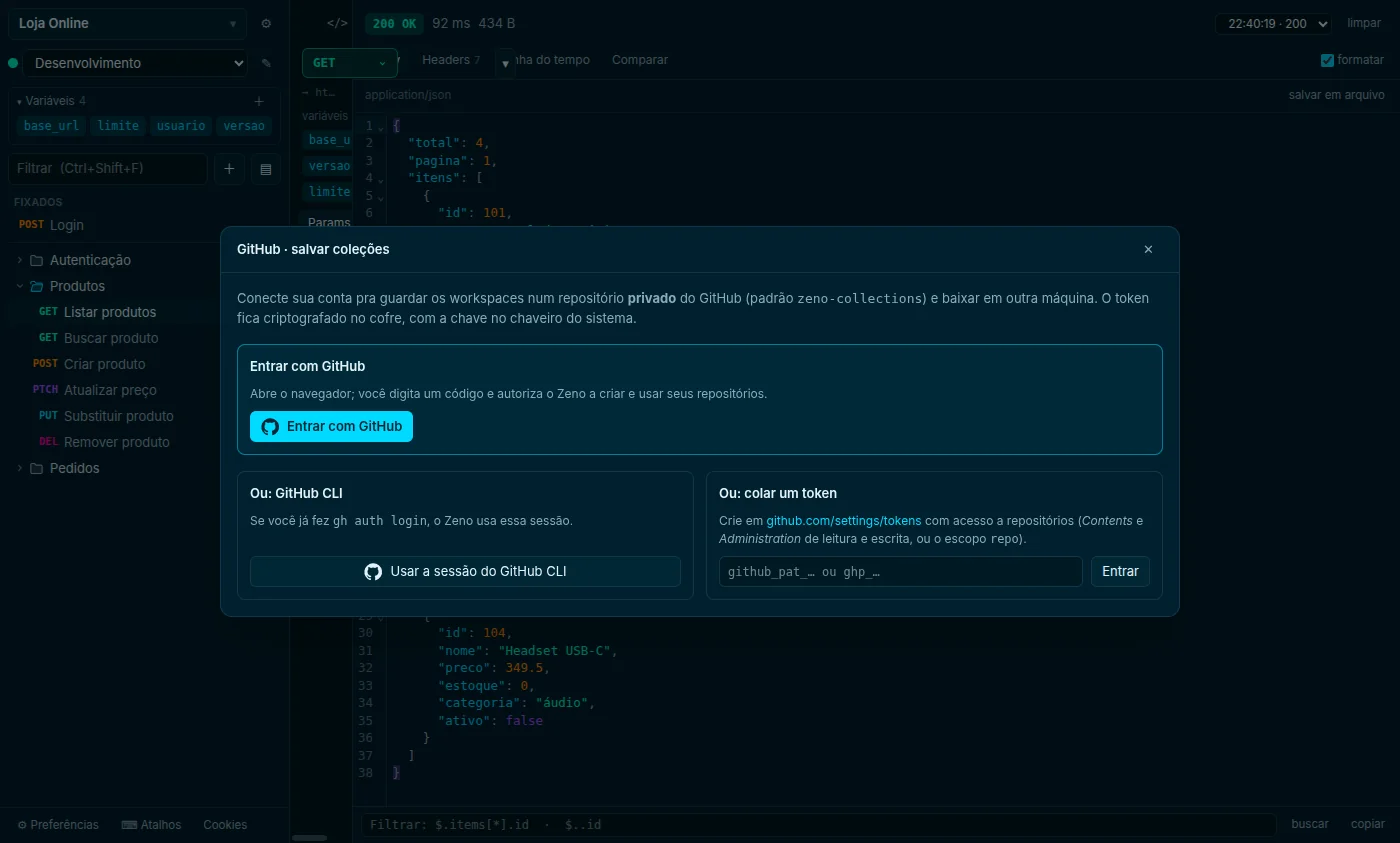 Loja Online
Desenvolvimento
Variáveis 4
base_url limite usuario versao
Filtrar (Ctrl+Shift+F)
FIXADOS
POST Login
Autenticação
Produtos
GET Listar produtos
GET Buscar produto
POST Criar produto
PTCH Atualizar preço
PUT Substituir produto
DEL Remover produto
Pedidos
Preferências Atalhos Cookies
</>
GET
→ ht…
variáveis
base_u
versao
limite
Params
200 OK 92 ms 434 B
22:40:19 · 200 limpar
Headers 7 nha do tempo Comparar
formatar
application/json salvar em arquivo
1 {
2 "total": 4,
3 "pagina": 1,
4 "itens": [
5 {
6 "id": 101,
GitHub · salvar coleções
Conecte sua conta pra guardar os workspaces num repositório privado do GitHub (padrão zeno-collections) e baixar em outra máquina. O token
fica criptografado no cofre, com a chave no chaveiro do sistema.
Entrar com GitHub
Abre o navegador; você digita um código e autoriza o Zeno a criar e usar seus repositórios.
Entrar com GitHub
Ou: GitHub CLI
Se você já fez gh auth login, o Zeno usa essa sessão.
Usar a sessão do GitHub CLI
Ou: colar um token
Crie em github.com/settings/tokens com acesso a repositórios (Contents e
Administration de leitura e escrita, ou o escopo repo).
github_pat_… ou ghp_…
Entrar
30 "id": 104,
31 "nome": "Headset USB-C",
32 "preco": 349.5,
33 "estoque": 0,
34 "categoria": "áudio",
35 "ativo": false
36 }
37 ]
38 }
Filtrar: $.items[*].id · $..id
buscar copiar